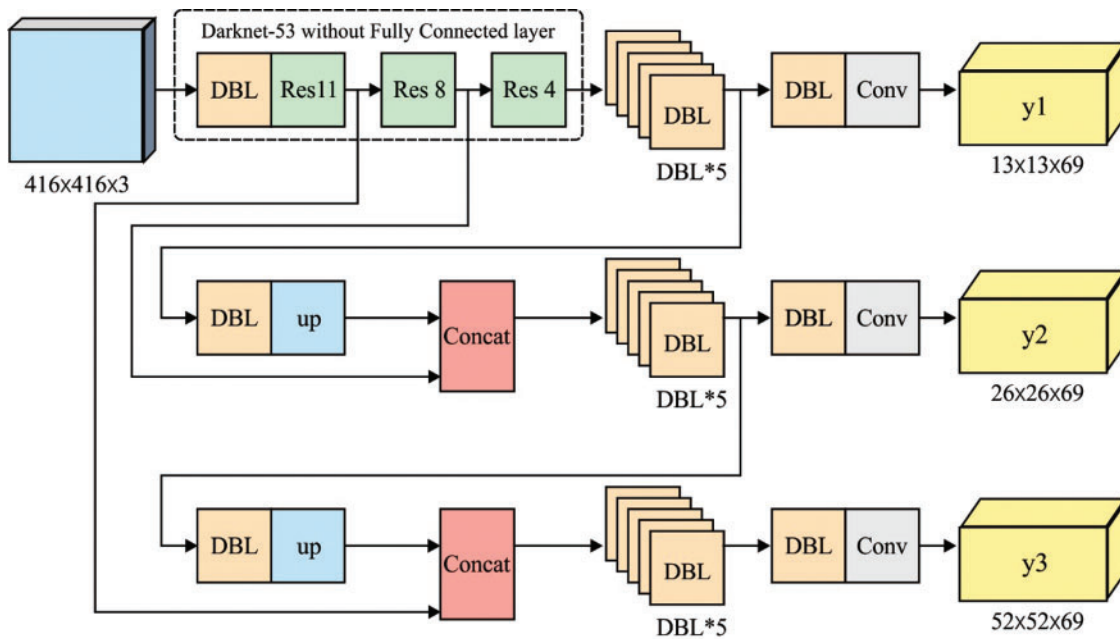 Darknet-53 without Fully Connected layer
DBL Res11 Res 8 Res 4
DBL
DBL Conv
y1
416x416x3
DBL*5
13x13x69
DBL up
Concat
DBL
DBL Conv
y2
DBL*5
26x26x69
DBL up
Concat
DBL
DBL Conv
y3
DBL*5
52x52x69